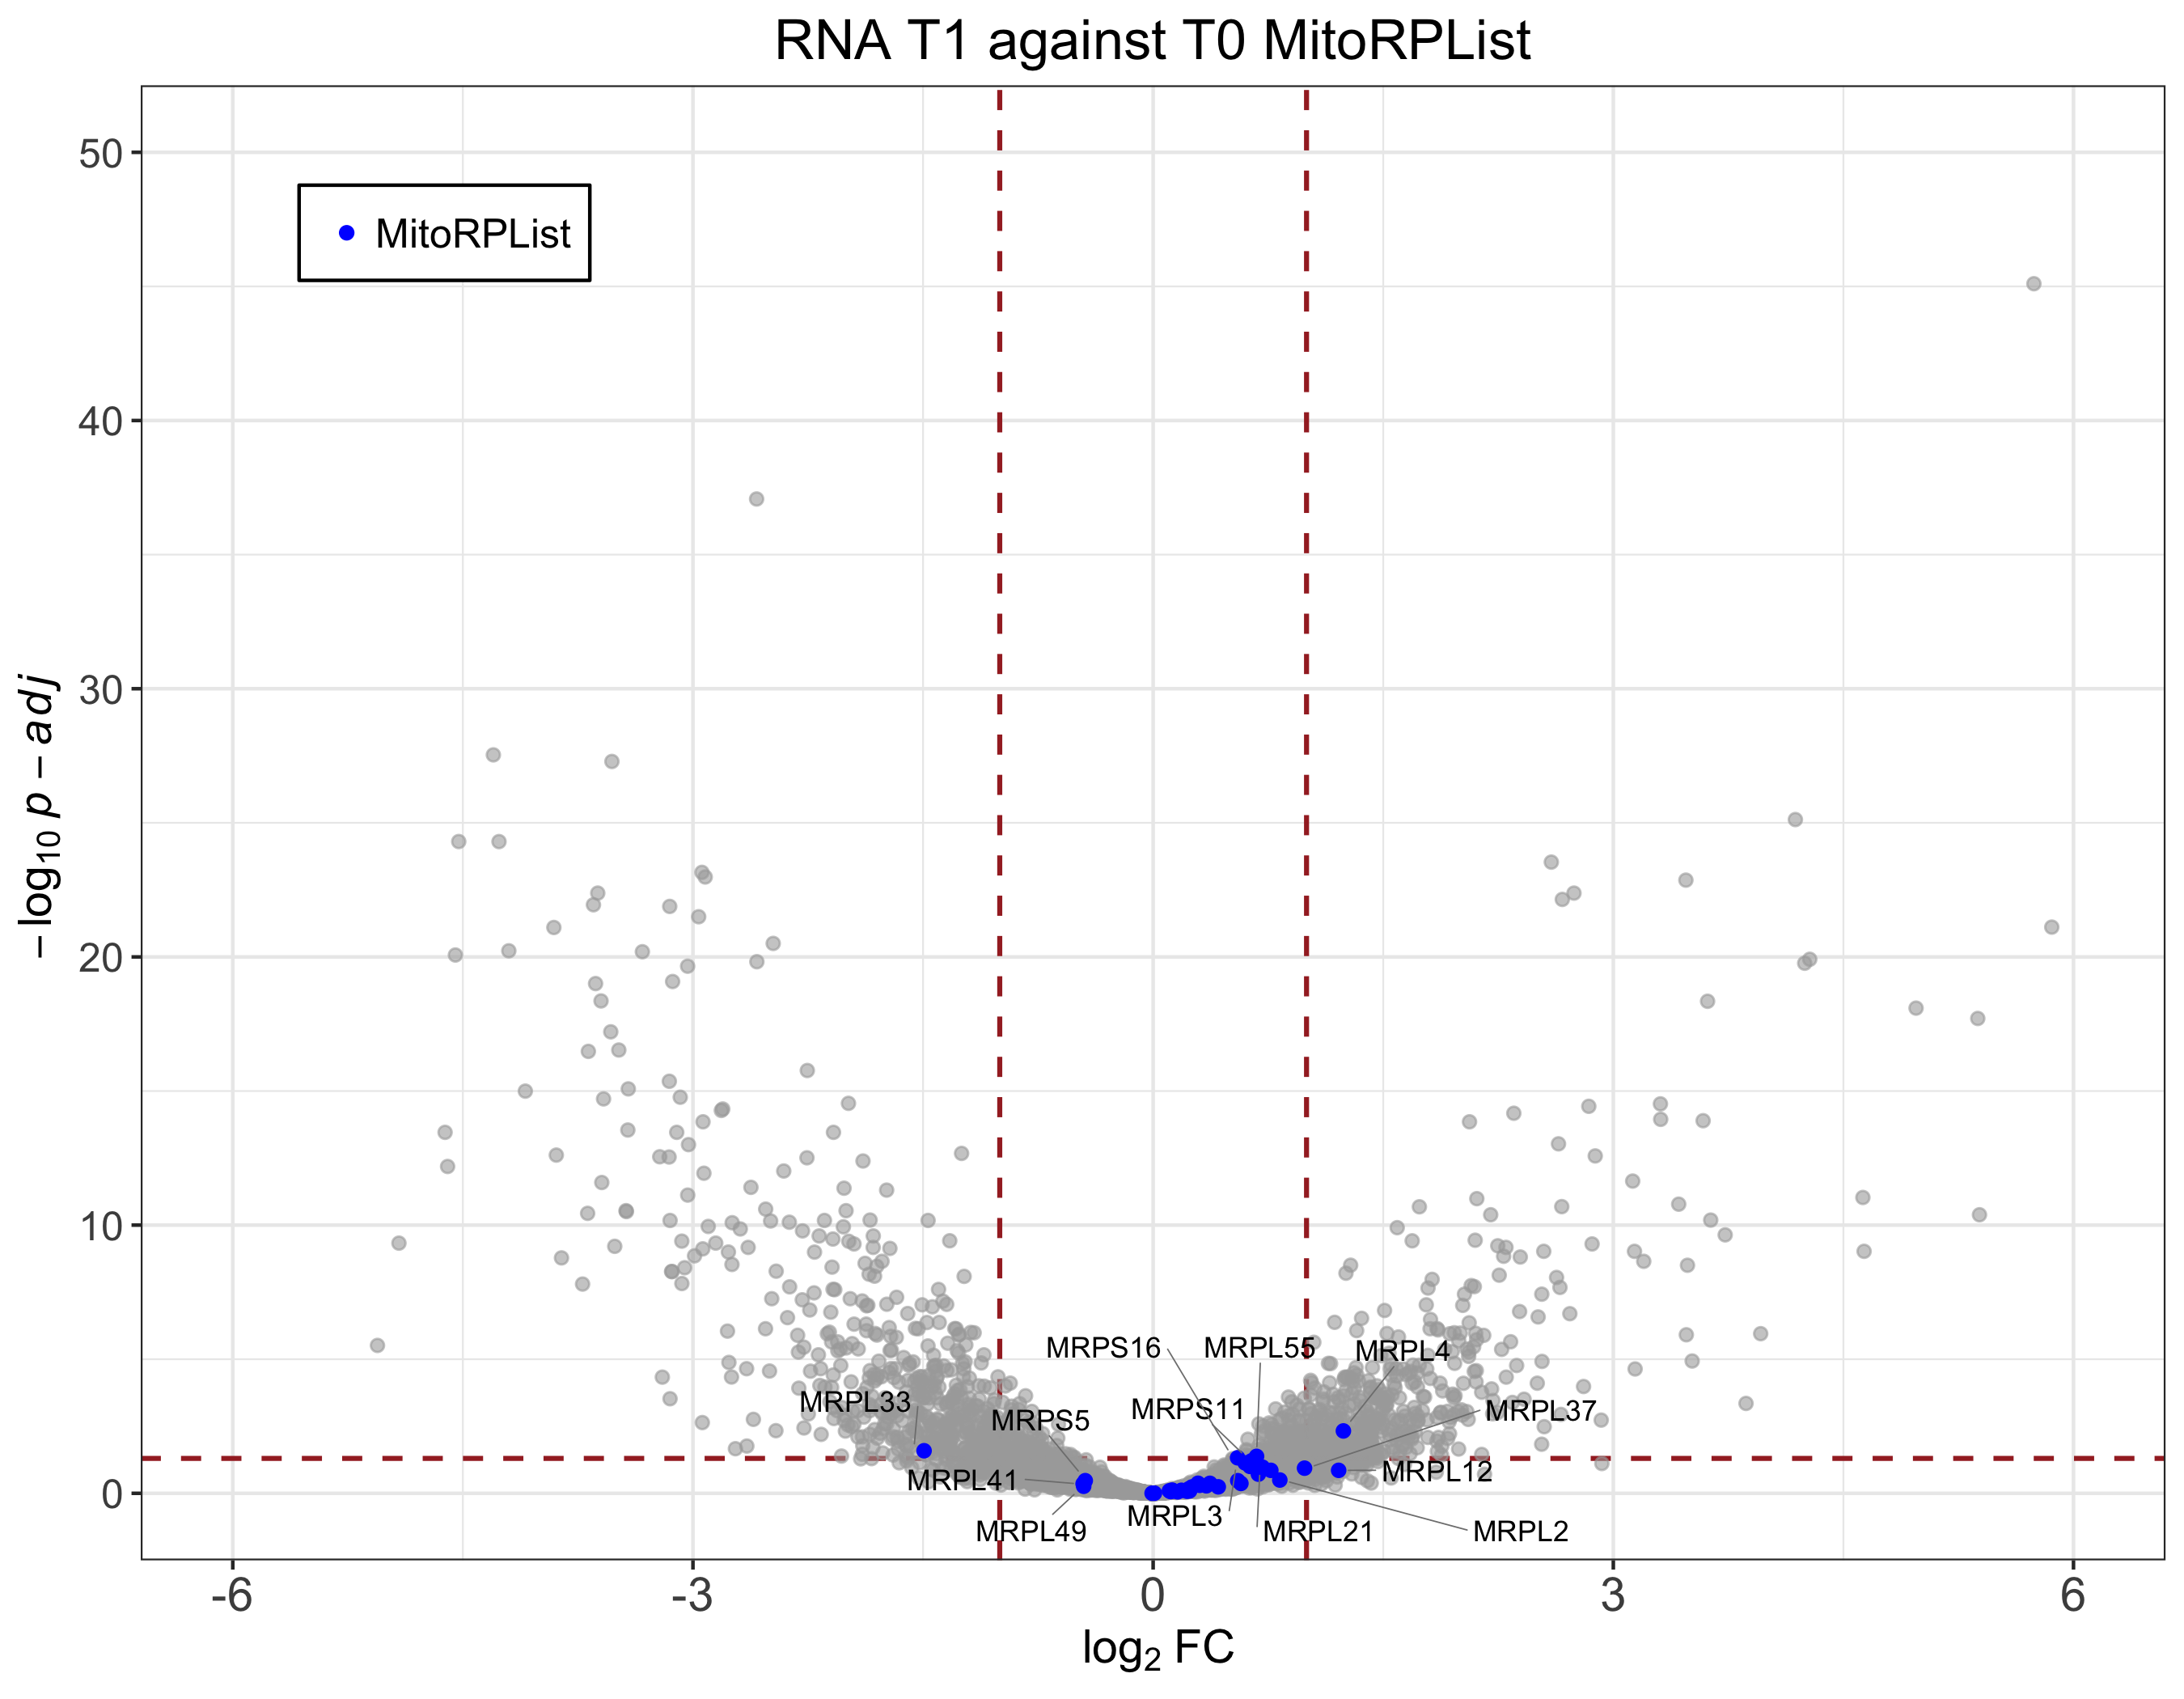 RNA T1 against T0 MitoRPList
50
MitoRPList
40
30
20
10
0
−log10 p − adj
MRPS16
MRPL55
MRPL4
MRPL33
MRPS5
MRPS11
MRPL37
MRPL41
MRPL12
MRPL49
MRPL3
MRPL21
MRPL2
-6
-3
0
3
6
log2 FC